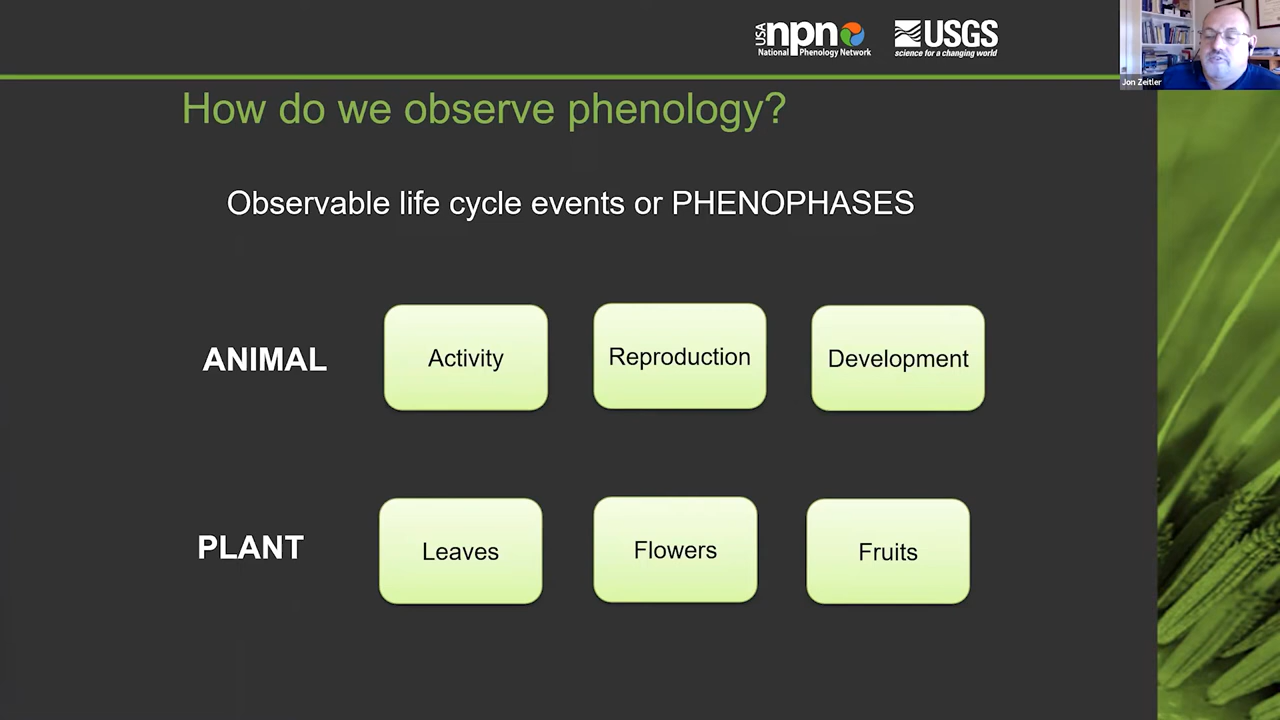 USA npn
National Phenology Network
USGS
science for a changing world
Jon Zeitler
How do we observe phenology?
Observable life cycle events or PHENOPHASES
ANIMAL
Activity
Reproduction
Development
PLANT
Leaves
Flowers
Fruits